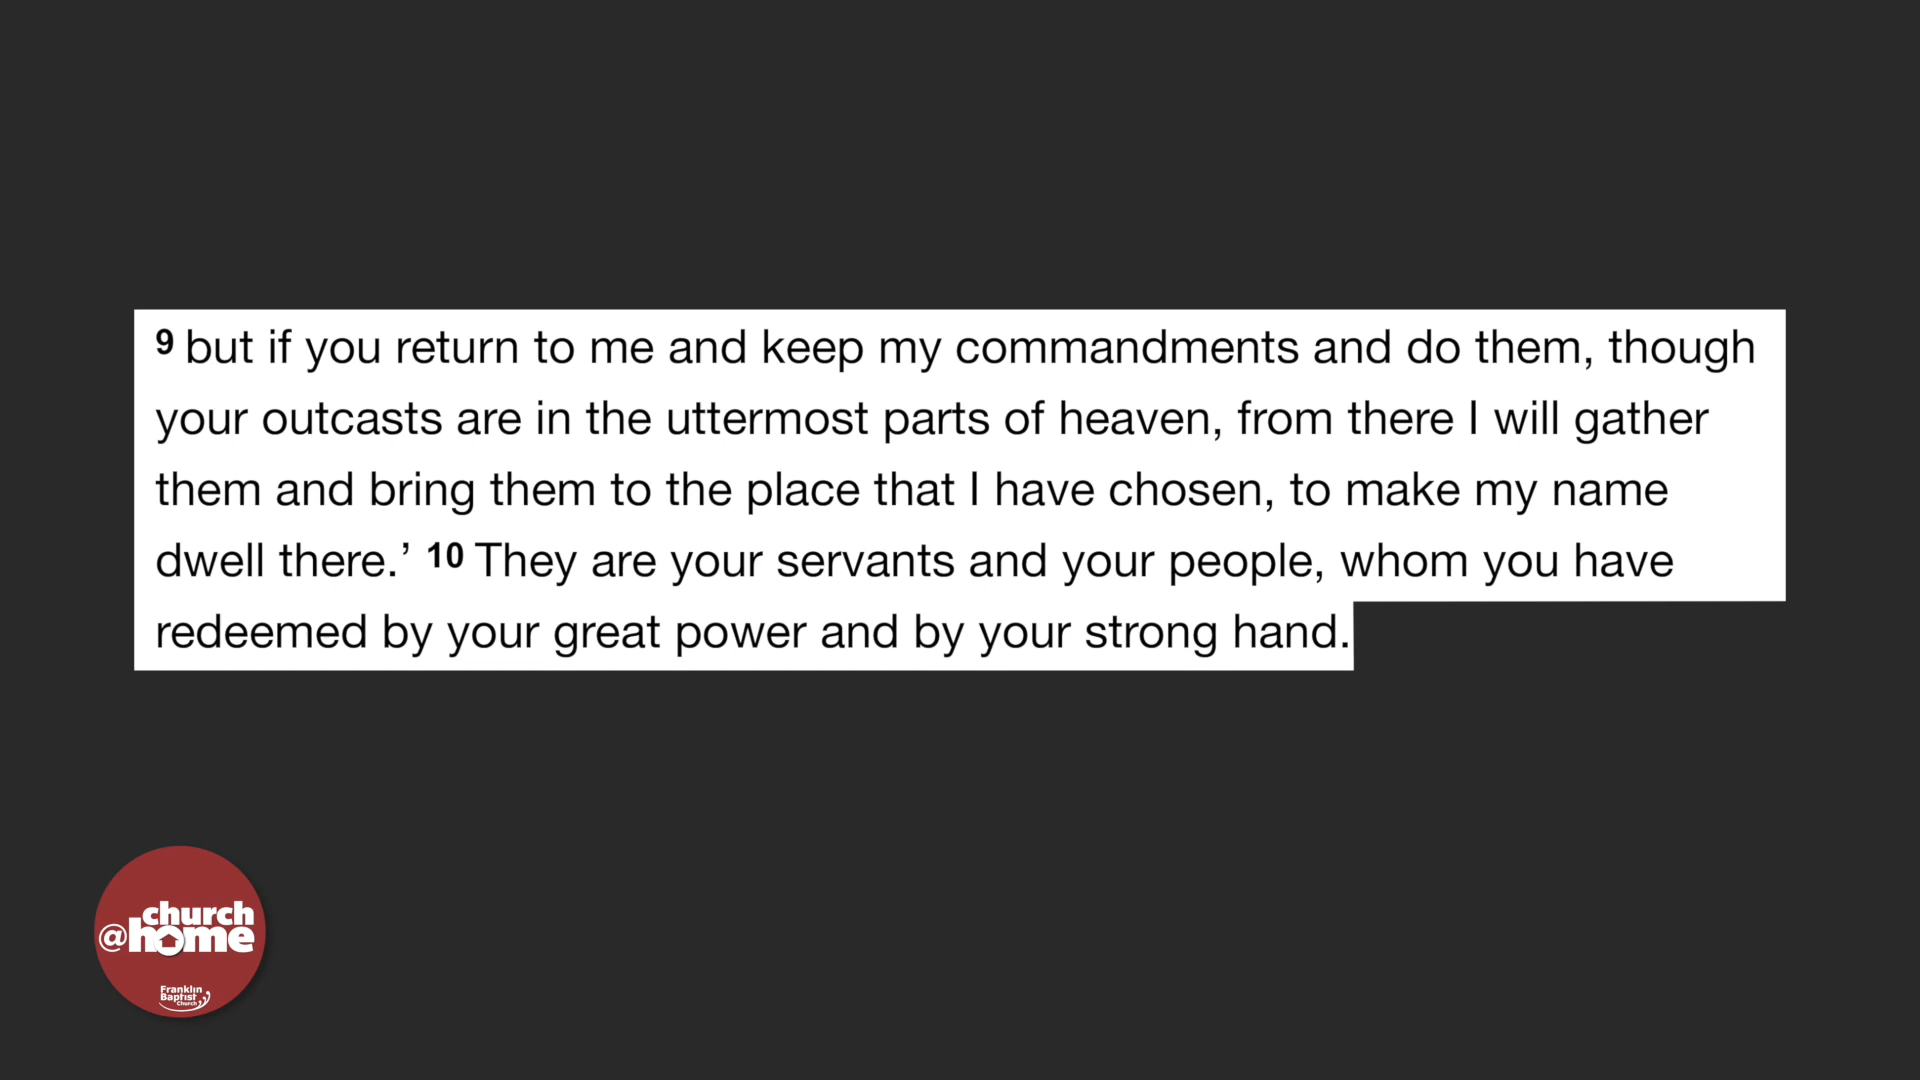 9 but if you return to me and keep my commandments and do them, though
your outcasts are in the uttermost parts of heaven, from there I will gather
them and bring them to the place that I have chosen, to make my name
dwell there.’ 10 They are your servants and your people, whom you have
redeemed by your great power and by your strong hand.
church
@home
Franklin
Baptist
Church